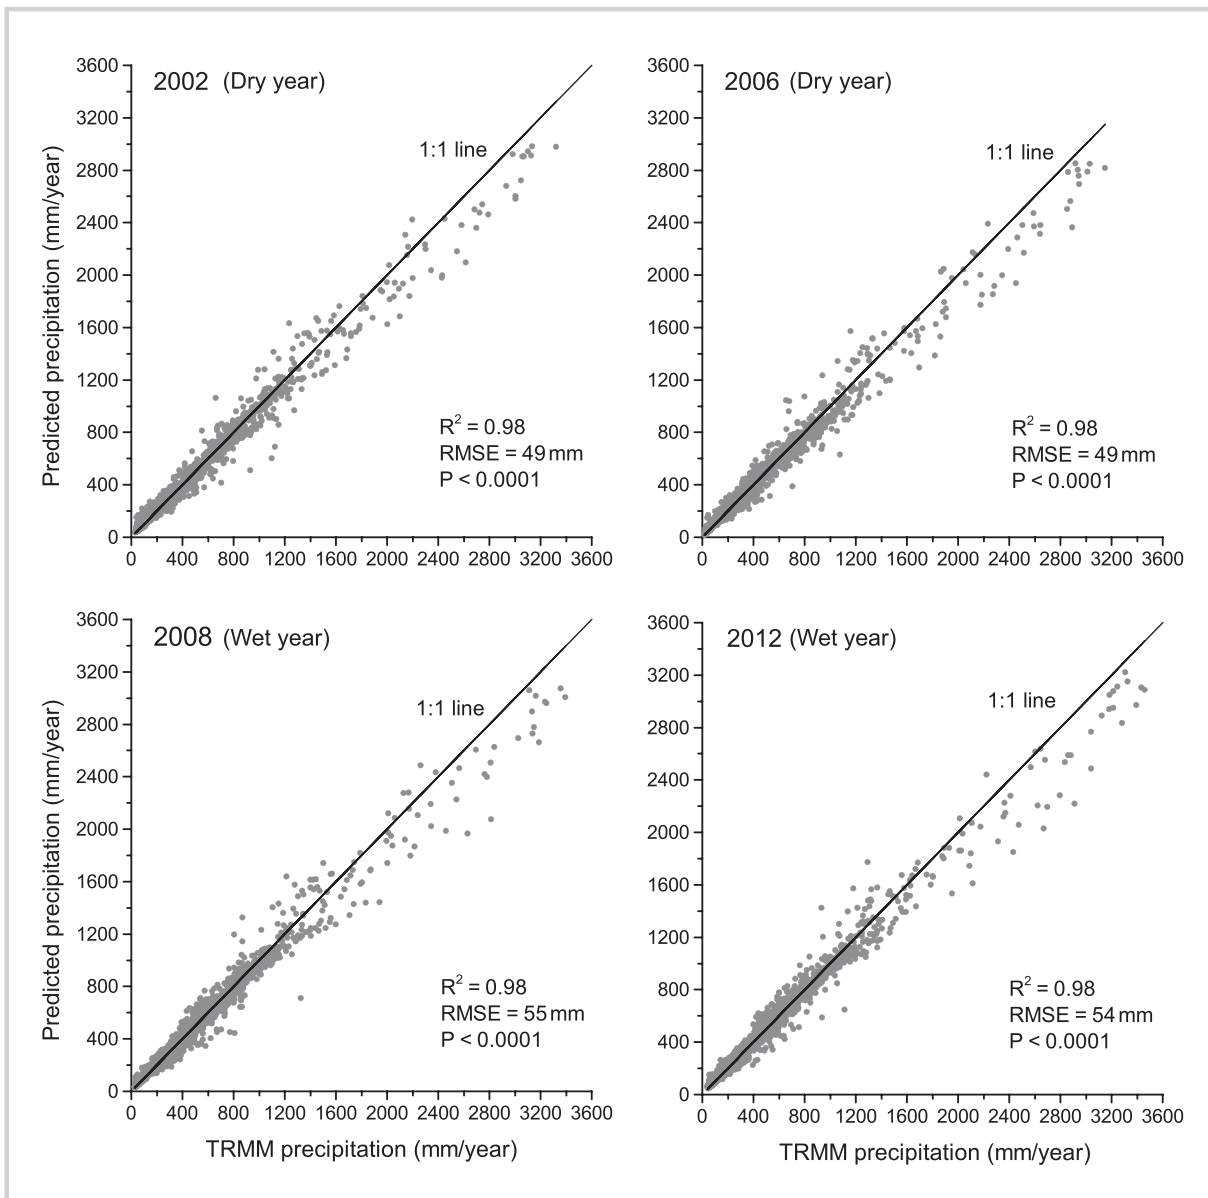 2002 (Dry year)
1:1 line
R² = 0.98
RMSE = 49 mm
P < 0.0001
Predicted precipitation (mm/year)
3600
3200
2800
2400
2000
1600
1200
800
400
0
0 400 800 1200 1600 2000 2400 2800 3200 3600
2006 (Dry year)
1:1 line
R² = 0.98
RMSE = 49 mm
P < 0.0001
3600
3200
2800
2400
2000
1600
1200
800
400
0
0 400 800 1200 1600 2000 2400 2800 3200 3600
2008 (Wet year)
1:1 line
R² = 0.98
RMSE = 55 mm
P < 0.0001
Predicted precipitation (mm/year)
3600
3200
2800
2400
2000
1600
1200
800
400
0
0 400 800 1200 1600 2000 2400 2800 3200 3600
TRMM precipitation (mm/year)
2012 (Wet year)
1:1 line
R² = 0.98
RMSE = 54 mm
P < 0.0001
3600
3200
2800
2400
2000
1600
1200
800
400
0
0 400 800 1200 1600 2000 2400 2800 3200 3600
TRMM precipitation (mm/year)